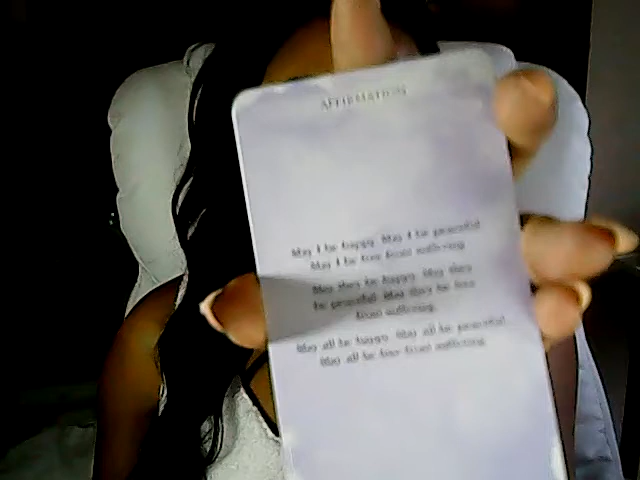 AFFIRMATION
May I be happy. May I be peaceful.
May I be free from suffering.
May they be happy. May they
be peaceful. May they be free
from suffering.
May all be happy. May all be peaceful.
May all be free from suffering.